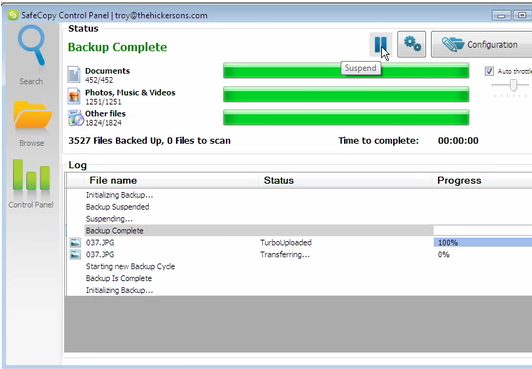 SafeCopy Control Panel | troy@thehickersons.com
Status
Backup Complete
Configuration
Suspend
Search
Documents
452/452
Auto throttle
Photos, Music & Videos
1251/1251
Other files
1824/1824
Browse
3527 Files Backed Up, 0 Files to scan Time to complete: 00:00:00
Log
File name Status Progress
Control Panel
Initializing Backup...
Backup Suspended
Suspending...
Backup Complete
037.JPG TurboUploaded 100%
037.JPG Transferring... 0%
Starting new Backup Cycle
Backup Is Complete
Initializing Backup...